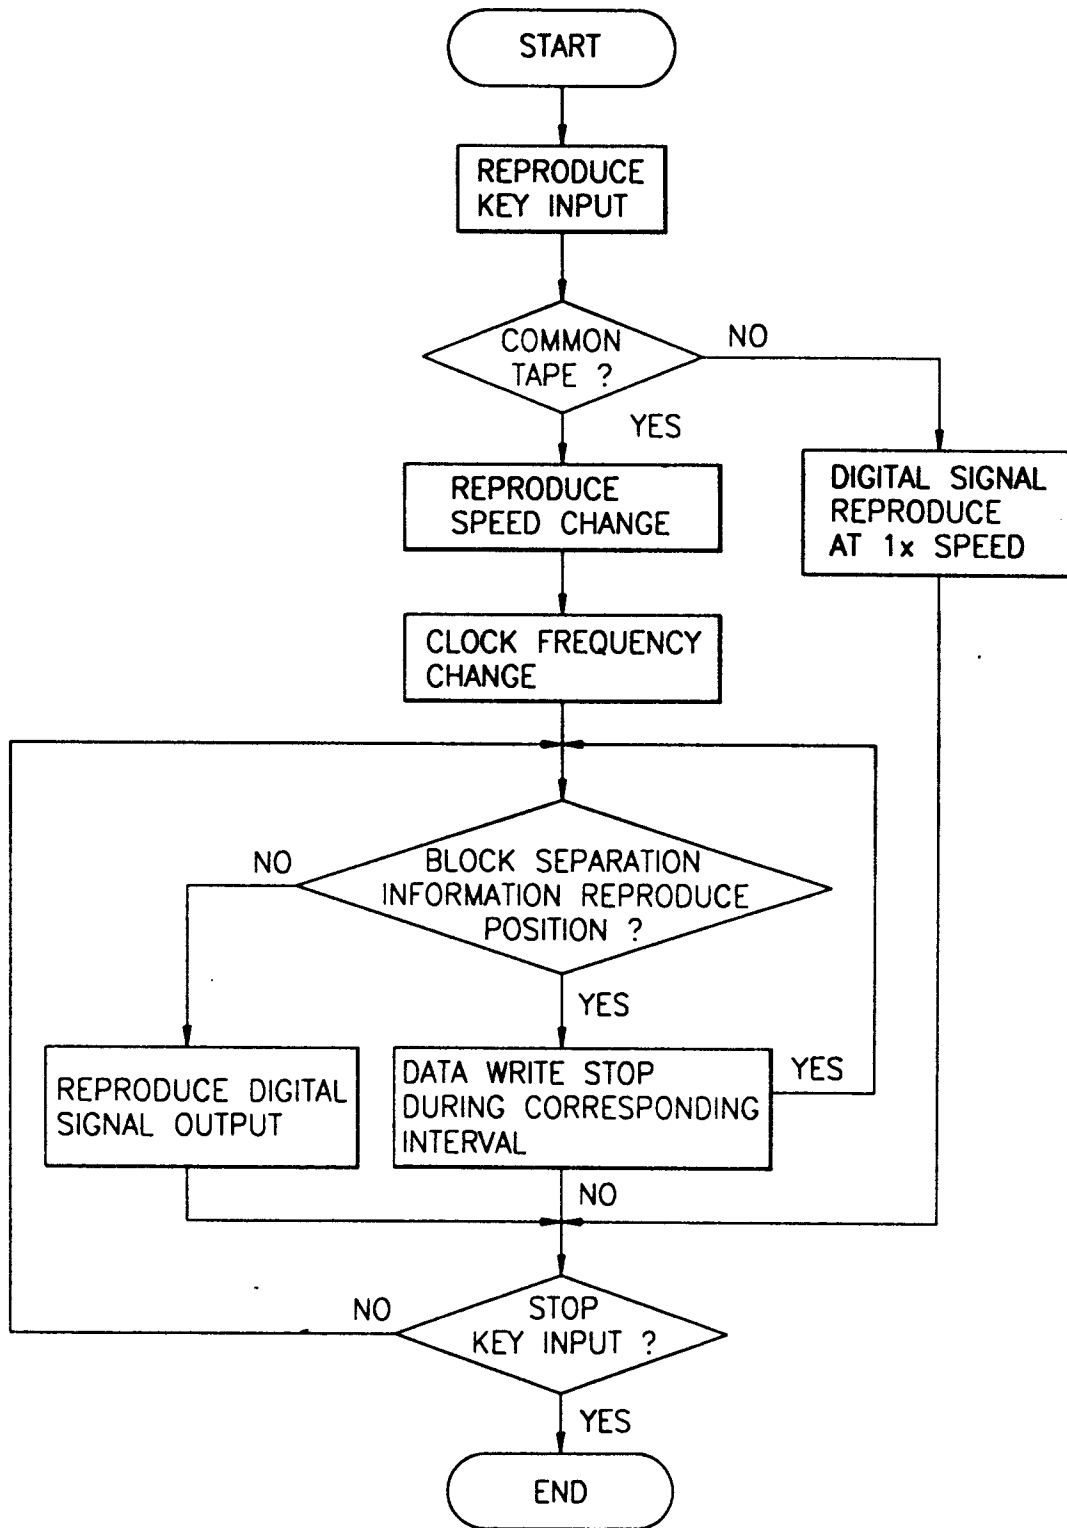 START
REPRODUCE
KEY INPUT
COMMON
TAPE ?
NO
YES
REPRODUCE
SPEED CHANGE
DIGITAL SIGNAL
REPRODUCE
AT 1x SPEED
CLOCK FREQUENCY
CHANGE
NO
BLOCK SEPARATION
INFORMATION REPRODUCE
POSITION ?
YES
REPRODUCE DIGITAL
SIGNAL OUTPUT
DATA WRITE STOP
DURING CORRESPONDING
INTERVAL
YES
NO
NO
STOP
KEY INPUT ?
YES
END